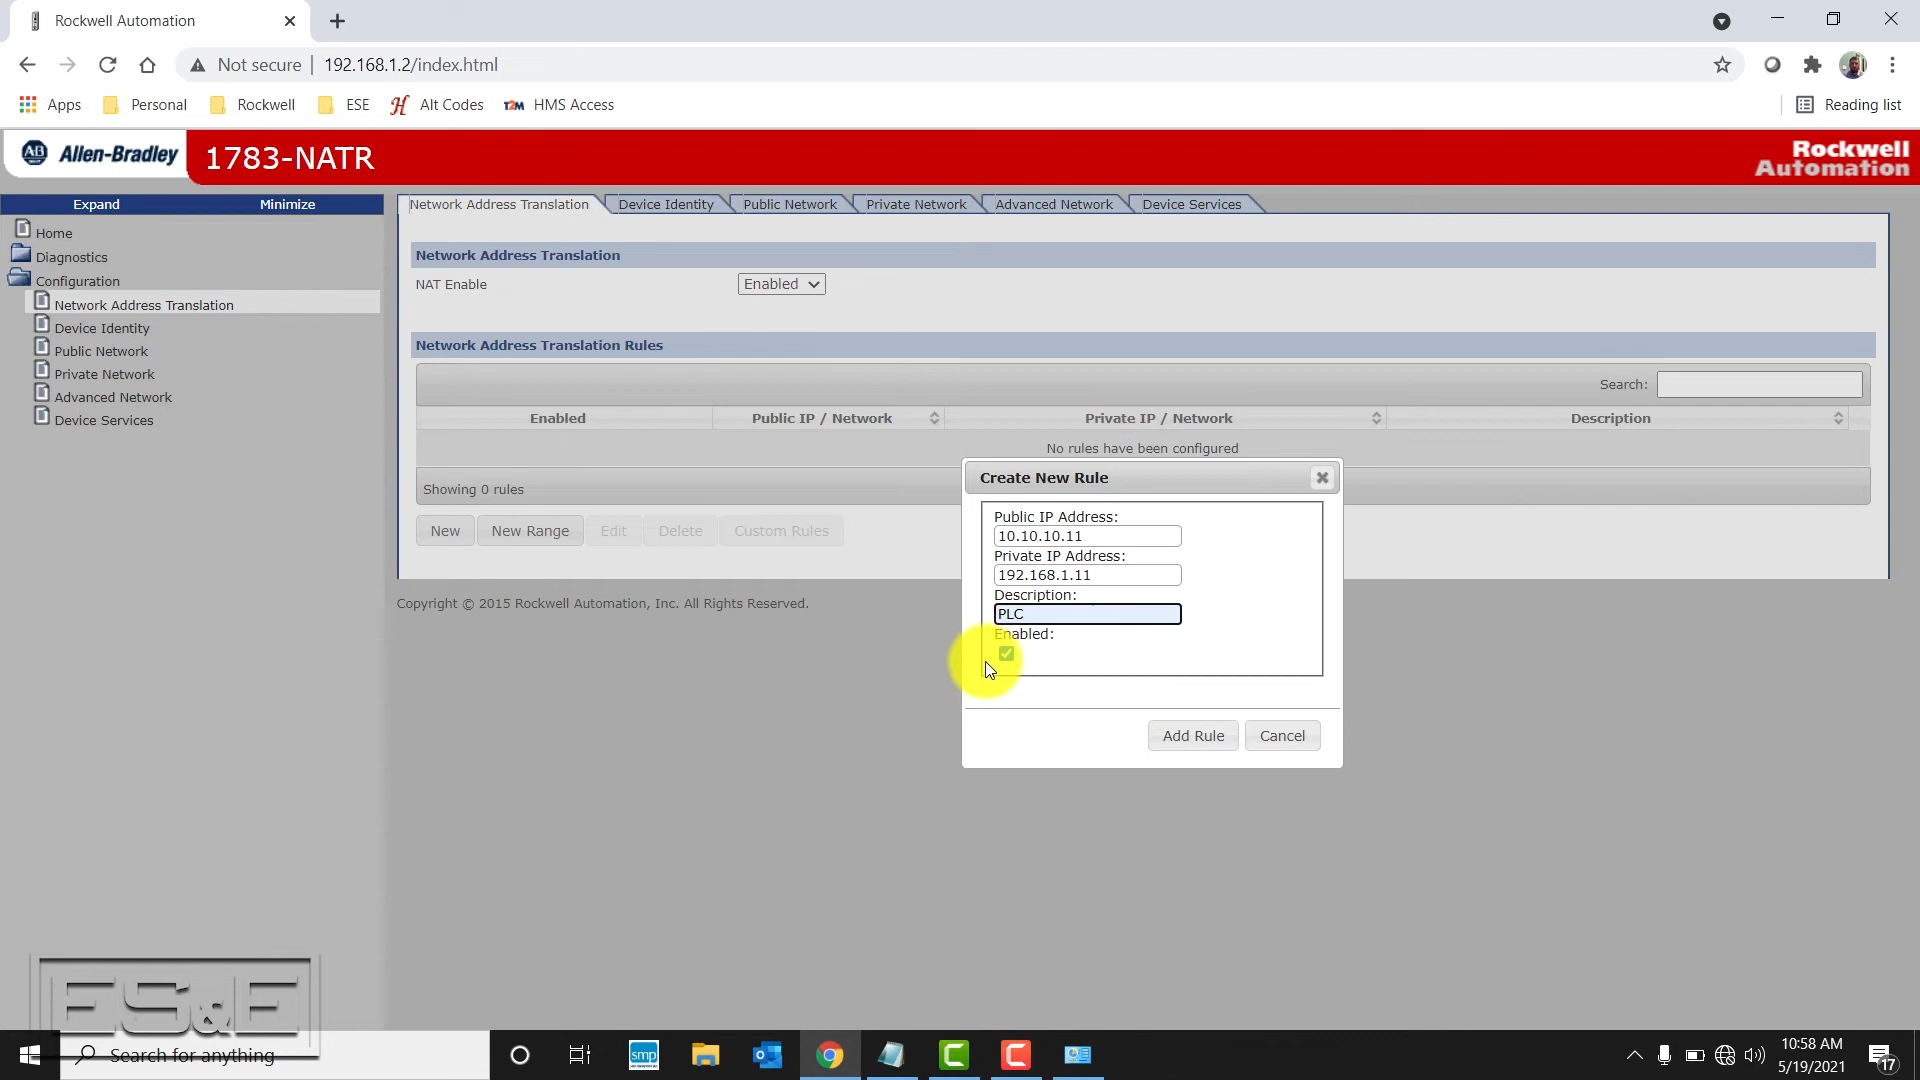 Rockwell Automation
Not secure
192.168.1.2/index.html
Apps
Personal
Rockwell
ESE
Alt Codes
T2M
HMS Access
Reading list
AB
Allen-Bradley
1783-NATR
Rockwell
Automation
Expand
Minimize
Home
Diagnostics
Configuration
Network Address Translation
Device Identity
Public Network
Private Network
Advanced Network
Device Services
Network Address Translation
Device Identity
Public Network
Private Network
Advanced Network
Device Services
Network Address Translation
NAT Enable
Enabled
Network Address Translation Rules
Search:
Enabled
Public IP / Network
Private IP / Network
Description
No rules have been configured
Showing 0 rules
New
New Range
Edit
Delete
Custom Rules
Create New Rule
Public IP Address:
10.10.10.11
Private IP Address:
192.168.1.11
Description:
PLC
Enabled:
Add Rule
Cancel
Copyright © 2015 Rockwell Automation, Inc. All Rights Reserved.
ES&E
Search for anything
smp
10:58 AM
5/19/2021
17